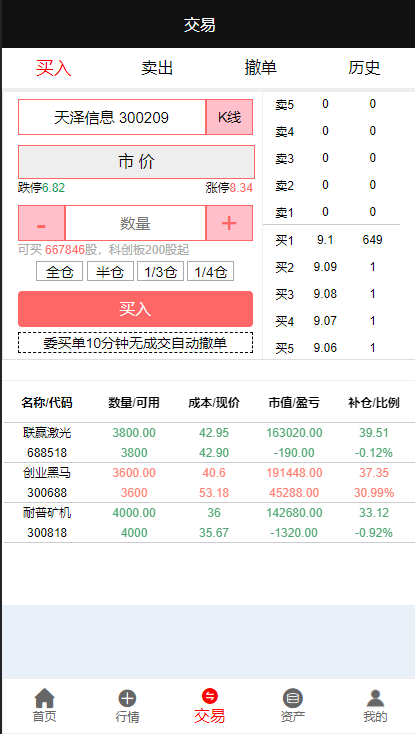 交易
买入 卖出 撤单 历史
天泽信息 300209 K线
市 价
跌停6.82 涨停8.34
- 数量 +
可买 667846股，科创板200股起
全仓 半仓 1/3仓 1/4仓
买入
委买单10分钟无成交自动撤单
卖5 0 0
卖4 0 0
卖3 0 0
卖2 0 0
卖1 0 0
买1 9.1 649
买2 9.09 1
买3 9.08 1
买4 9.07 1
买5 9.06 1
名称/代码 数量/可用 成本/现价 市值/盈亏 补仓/比例
联赢激光 3800.00 42.95 163020.00 39.51
688518 3800 42.90 -190.00 -0.12%
创业黑马 3600.00 40.6 191448.00 37.35
300688 3600 53.18 45288.00 30.99%
耐普矿机 4000.00 36 142680.00 33.12
300818 4000 35.67 -1320.00 -0.92%
首页 行情 交易 资产 我的